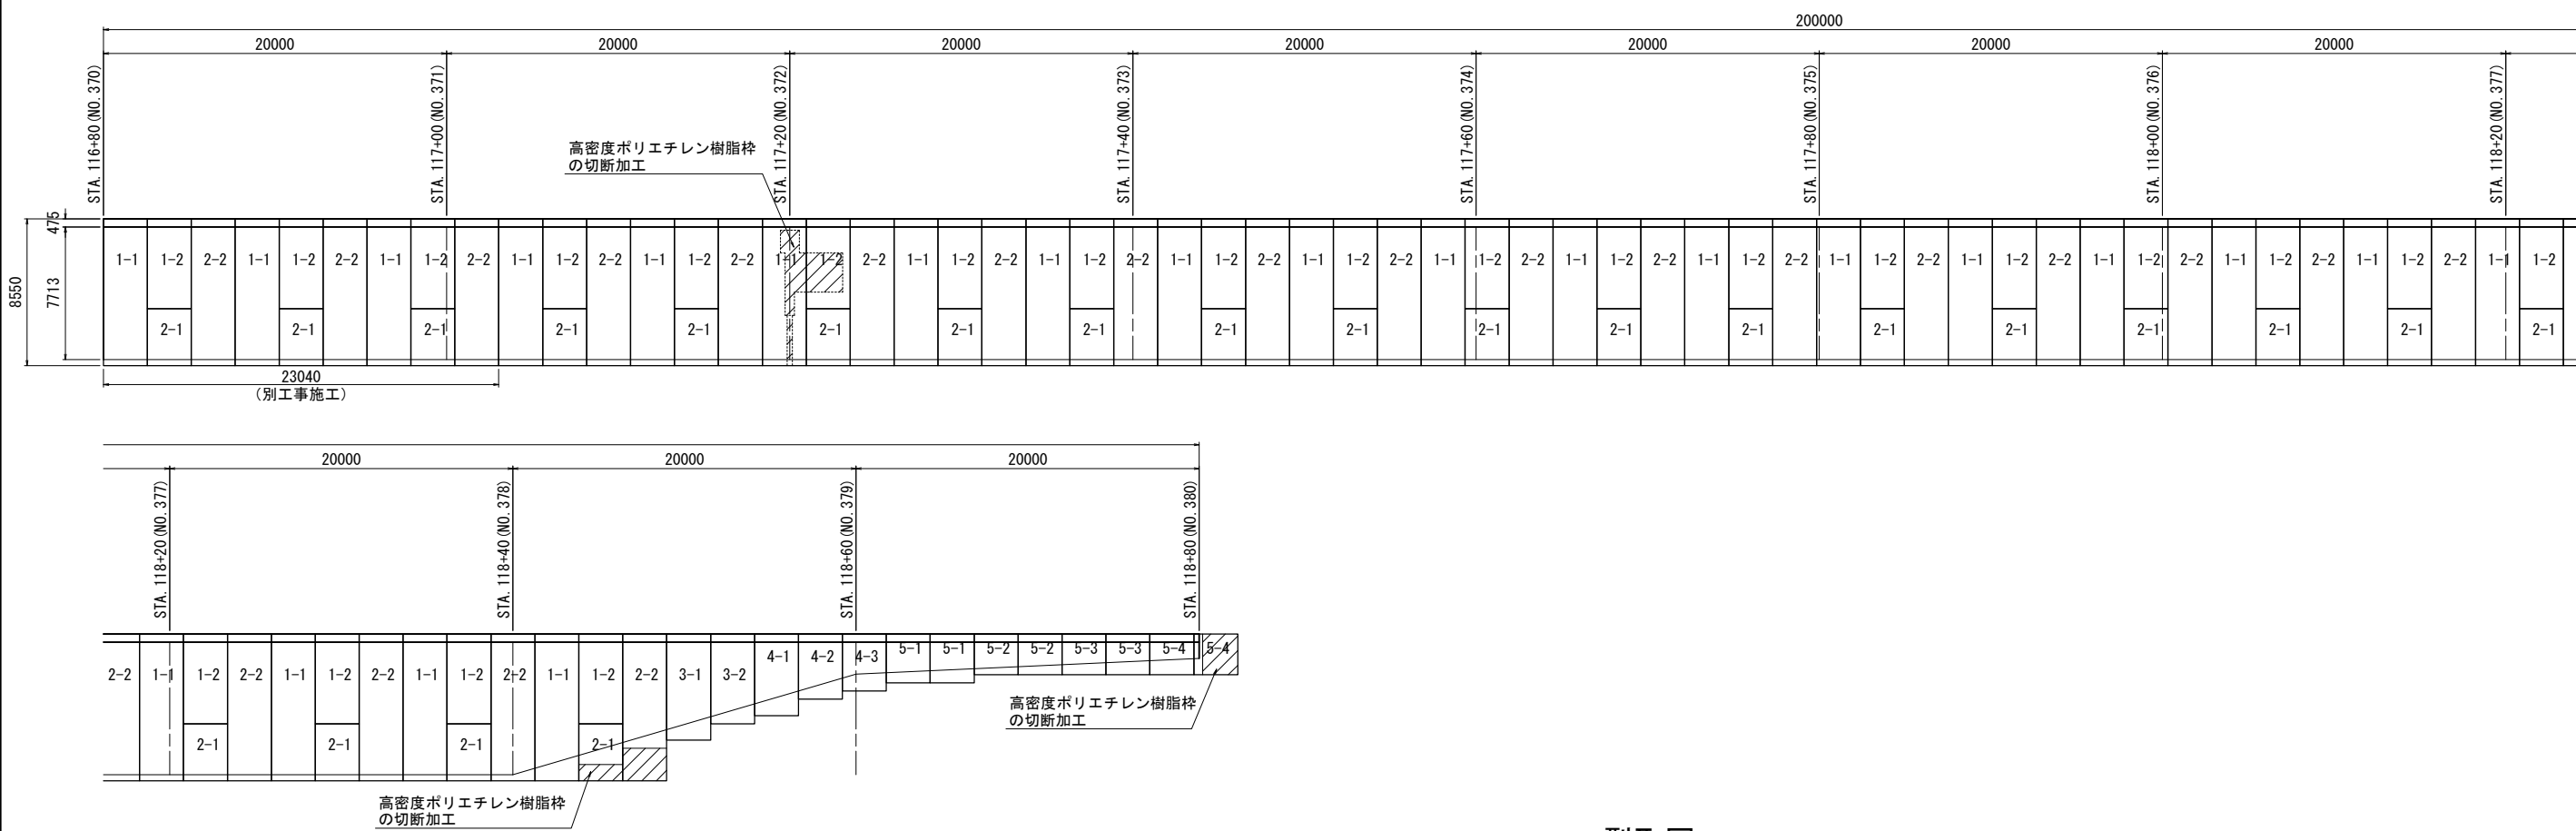 200000
20000 20000 20000 20000 20000 20000 20000
STA. 116+80(NO. 370) STA. 117+00(NO. 371) STA. 117+20(NO. 372) STA. 117+40(NO. 373) STA. 117+60(NO. 374) STA. 117+80(NO. 375) STA. 118+00(NO. 376) STA. 118+20(NO. 377)
高密度ポリエチレン樹脂枠
の切断加工
475
8550
7713
1-1 1-2 2-2 1-1 1-2 2-2 1-1 1-2 2-2 1-1 1-2 2-2 1-1 1-2 2-2 1-1 1-2 2-2 1-1 1-2 2-2 1-1 1-2 2-2 1-1 1-2 2-2 1-1 1-2 2-2 1-1 1-2 2-2 1-1 1-2 2-2 1-1 1-2 2-2 1-1 1-2 2-2 1-1 1-2 2-2 1-1 1-2 2-2 1-1 1-2 2-2 1-1 1-2 2-2 1-1 1-2
2-1 2-1 2-1 2-1 2-1 2-1 2-1 2-1 2-1 2-1 2-1 2-1 2-1 2-1 2-1 2-1 2-1 2-1 2-1
23040
(別工事施工)
20000 20000 20000
STA. 118+20(NO. 377) STA. 118+40(NO. 378) STA. 118+60(NO. 379) STA. 118+80(NO. 380)
5-1 5-1 5-2 5-2 5-3 5-3 5-4 5-4
4-1 4-2 4-3
2-2 1-1 1-2 2-2 1-1 1-2 2-2 1-1 1-2 2-2 1-1 1-2 2-2 3-1 3-2
2-1 2-1 2-1 2-1
高密度ポリエチレン樹脂枠
の切断加工
高密度ポリエチレン樹脂枠
の切断加工